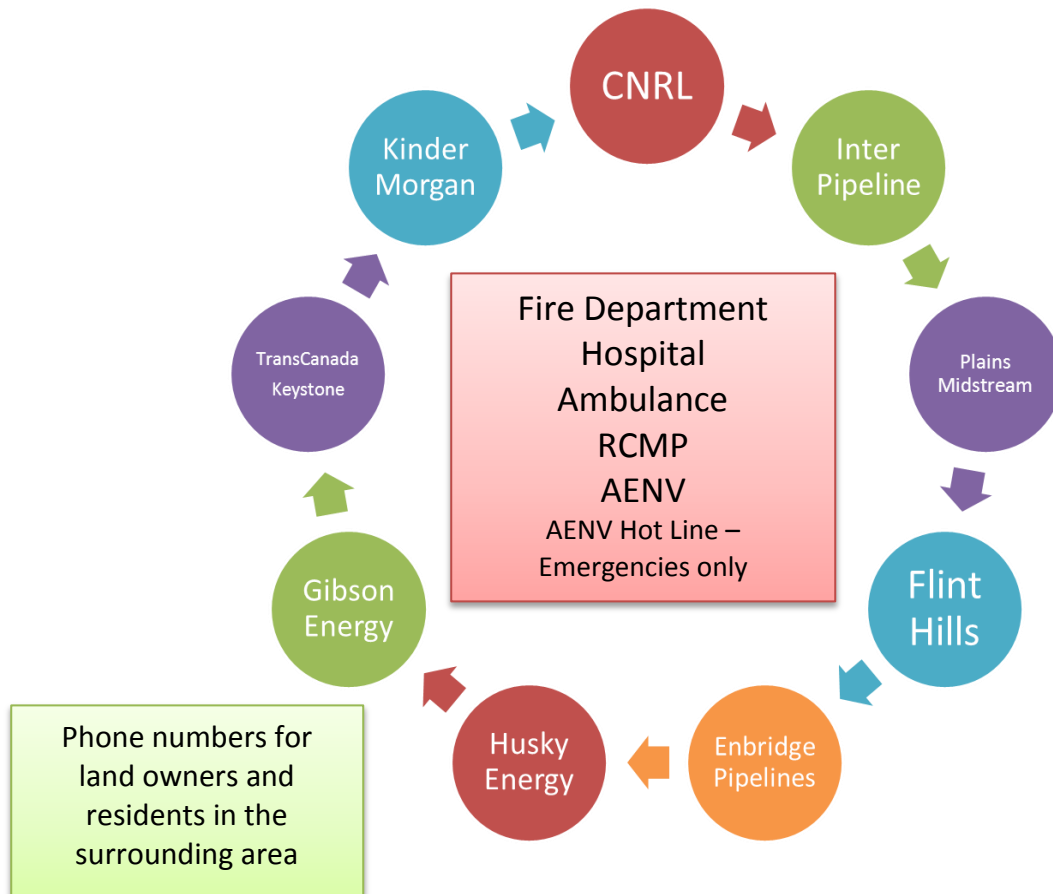 CNRL
Inter
Pipeline
Plains
Midstream
Flint
Hills
Enbridge
Pipelines
Husky
Energy
Gibson
Energy
TransCanada
Keystone
Kinder
Morgan
Fire Department
Hospital
Ambulance
RCMP
AENV
AENV Hot Line –
Emergencies only
Phone numbers for
land owners and
residents in the
surrounding area